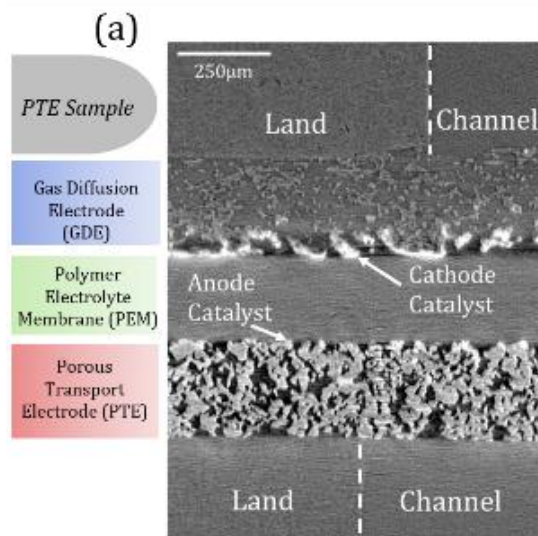 (a)
250μm
PTE Sample
Land
Channel
Gas Diffusion
Electrode
(GDE)
Polymer
Electrolyte
Membrane (PEM)
Anode
Catalyst
Cathode
Catalyst
Porous
Transport
Electrode (PTE)
Land
Channel